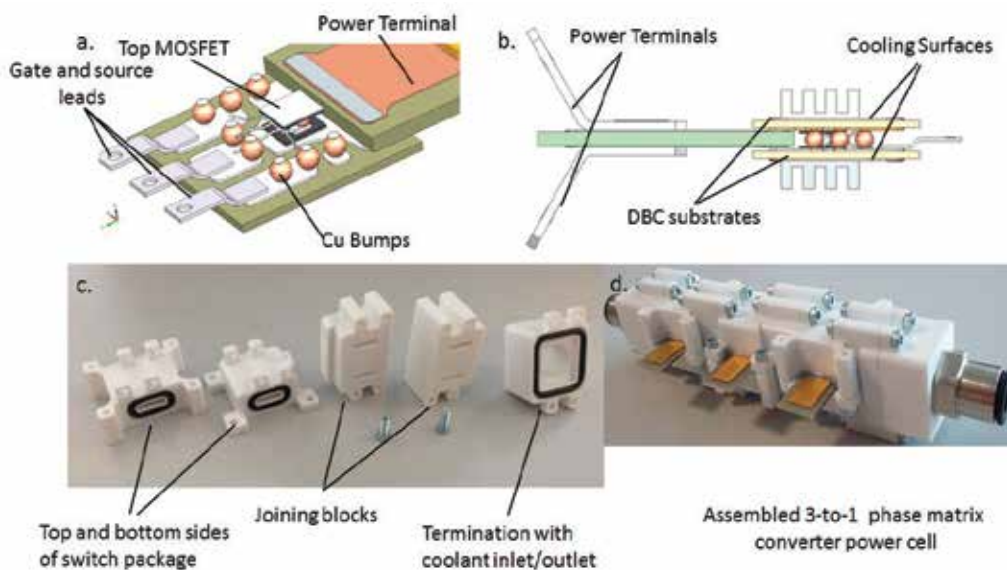 a.
Top MOSFET
Power Terminal
Gate and source
leads
Cu Bumps
b.
Power Terminals
Cooling Surfaces
DBC substrates
c.
Top and bottom sides
of switch package
Joining blocks
Termination with
coolant inlet/outlet
d.
Assembled 3-to-1 phase matrix
converter power cell